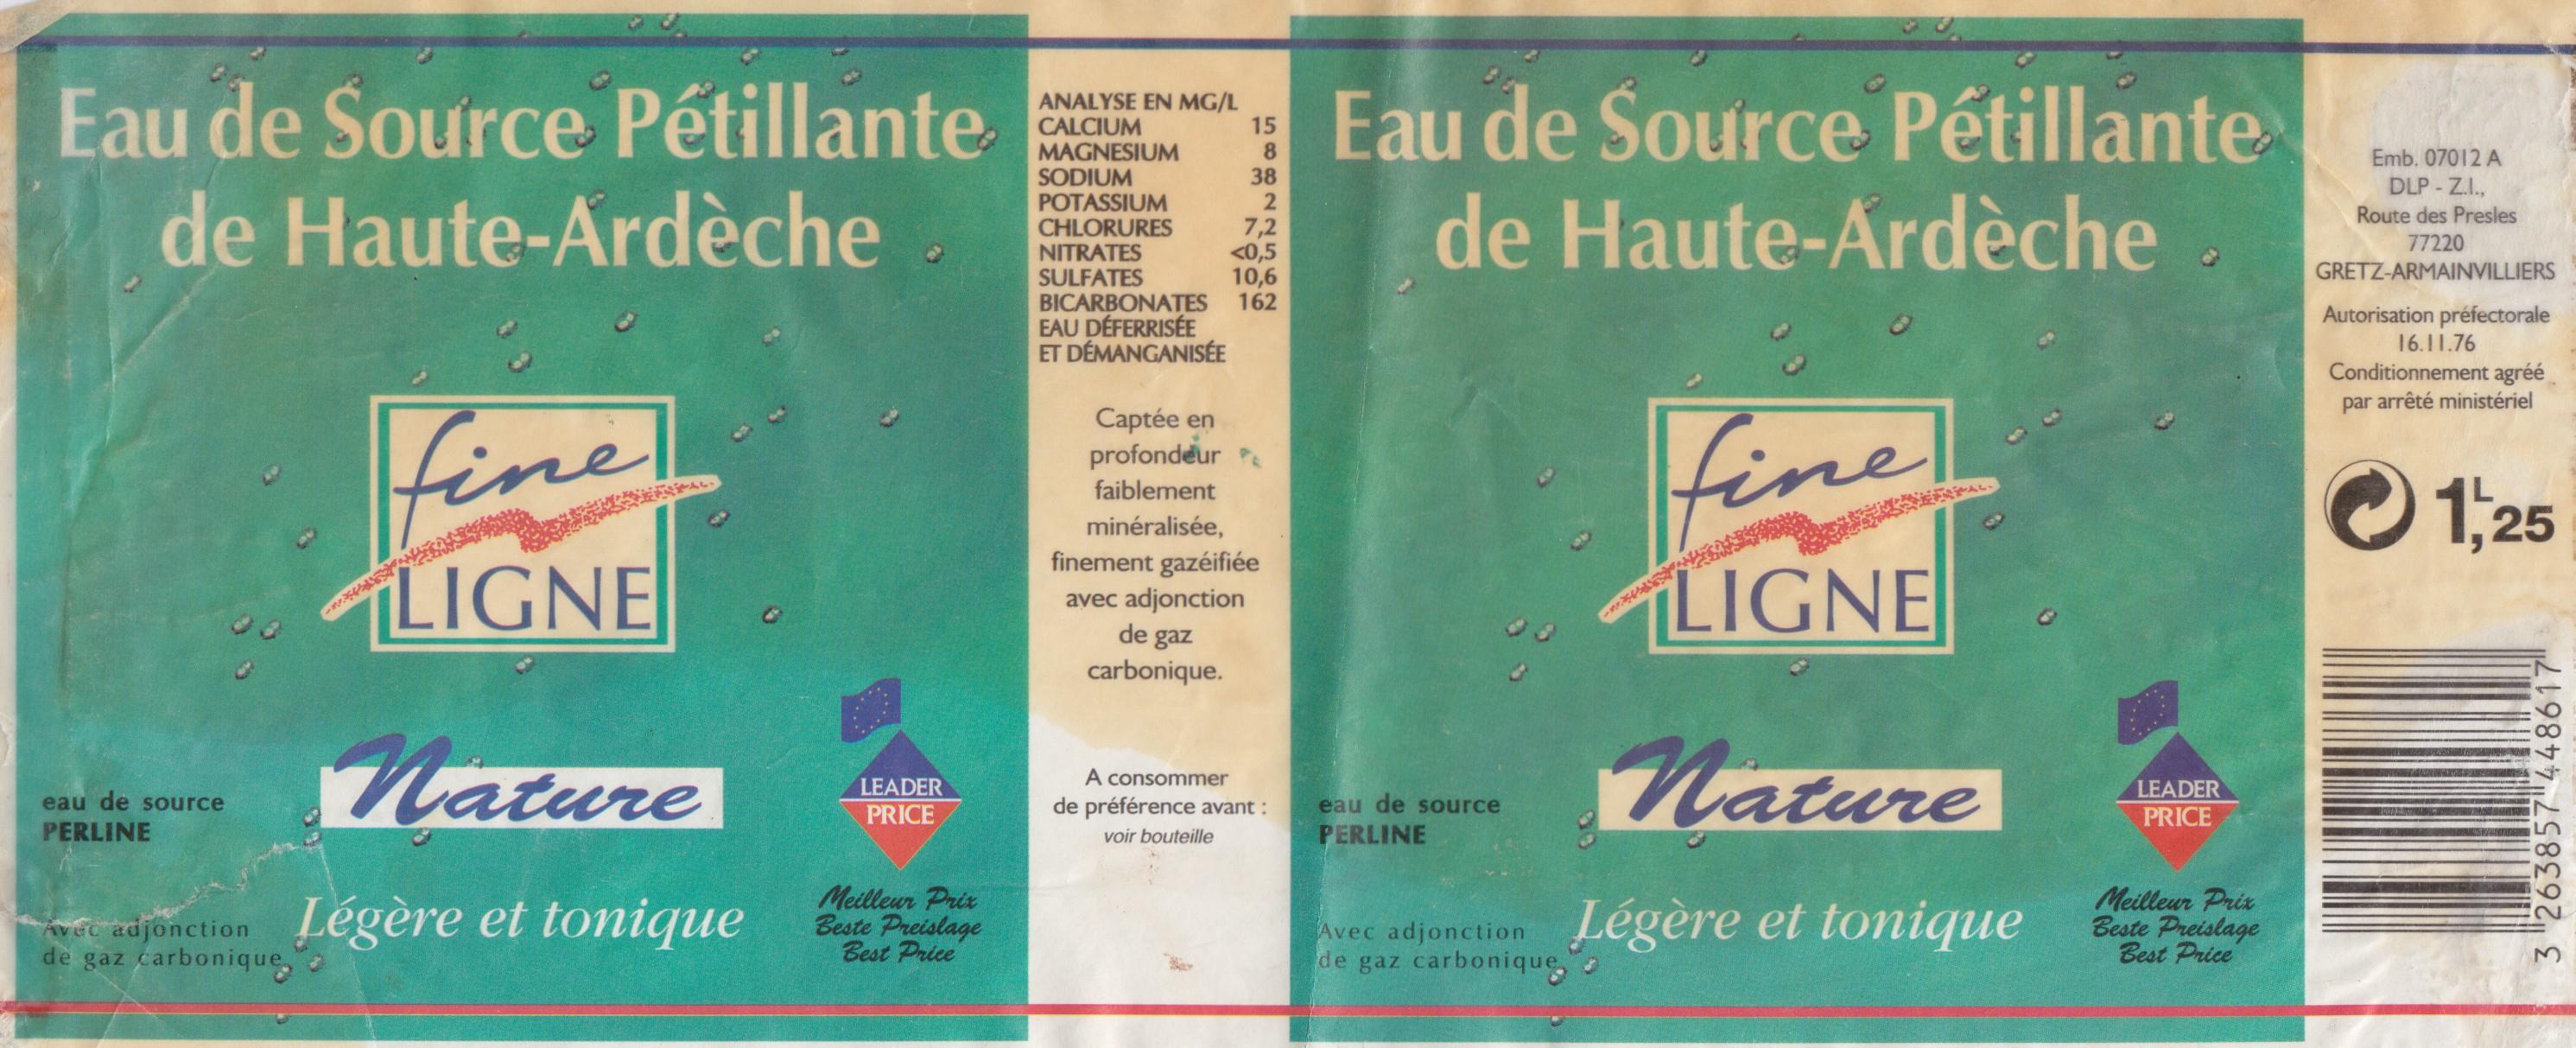 Eau de Source Pétillante
de Haute-Ardèche
fine
LIGNE
Nature
eau de source
PERLINE
Légère et tonique
Avec adjonction
de gaz carbonique
LEADER
PRICE
Meilleur Prix
Beste Preislage
Best Price
ANALYSE EN MG/L
CALCIUM 15
MAGNESIUM 8
SODIUM 38
POTASSIUM 2
CHLORURES 7,2
NITRATES <0,5
SULFATES 10,6
BICARBONATES 162
EAU DÉFERRISÉE
ET DÉMANGANISÉE
Captée en
profondeur
faiblement
minéralisée,
finement gazéifiée
avec adjonction
de gaz
carbonique.
A consommer
de préférence avant :
voir bouteille
Eau de Source Pétillante
de Haute-Ardèche
fine
LIGNE
Nature
eau de source
PERLINE
Légère et tonique
Avec adjonction
de gaz carbonique
LEADER
PRICE
Meilleur Prix
Beste Preislage
Best Price
Emb. 07012 A
DLP - Z.I.,
Route des Presles
77220
GRETZ-ARMAINVILLIERS
Autorisation préfectorale
16.11.76
Conditionnement agréé
par arrêté ministériel
1L,25
3 263857 448617